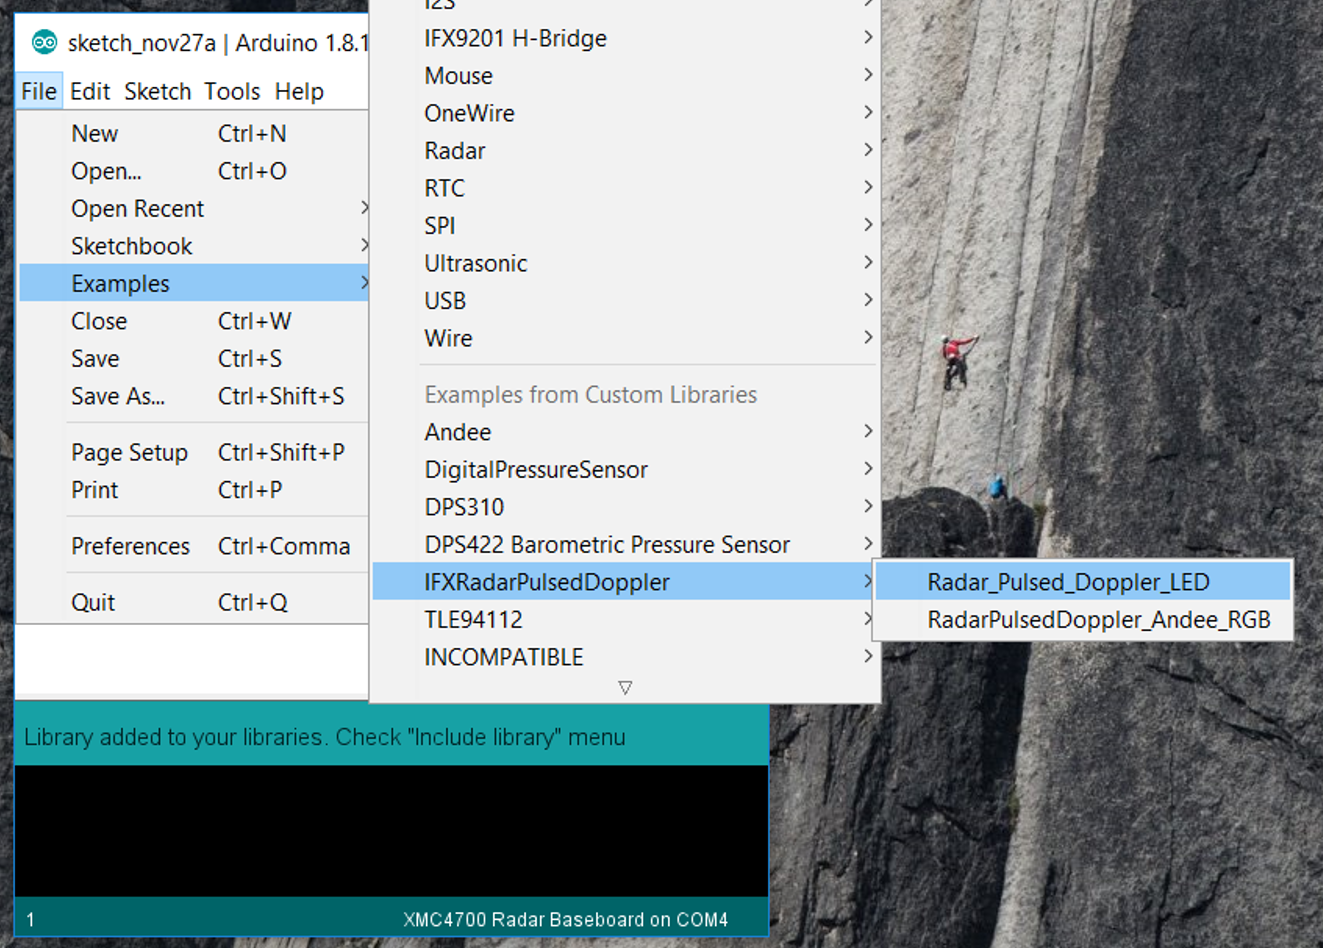 sketch_nov27a | Arduino 1.8.1
File Edit Sketch Tools Help
New Ctrl+N
Open... Ctrl+O
Open Recent
Sketchbook
Examples
Close Ctrl+W
Save Ctrl+S
Save As... Ctrl+Shift+S
Page Setup Ctrl+Shift+P
Print Ctrl+P
Preferences Ctrl+Comma
Quit Ctrl+Q
I2S
IFX9201 H-Bridge
Mouse
OneWire
Radar
RTC
SPI
Ultrasonic
USB
Wire
Examples from Custom Libraries
Andee
DigitalPressureSensor
DPS310
DPS422 Barometric Pressure Sensor
IFXRadarPulsedDoppler
TLE94112
INCOMPATIBLE
Radar_Pulsed_Doppler_LED
RadarPulsedDoppler_Andee_RGB
Library added to your libraries. Check "Include library" menu
1 XMC4700 Radar Baseboard on COM4